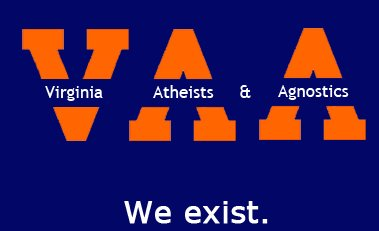 VAA
Virginia Atheists & Agnostics
We exist.